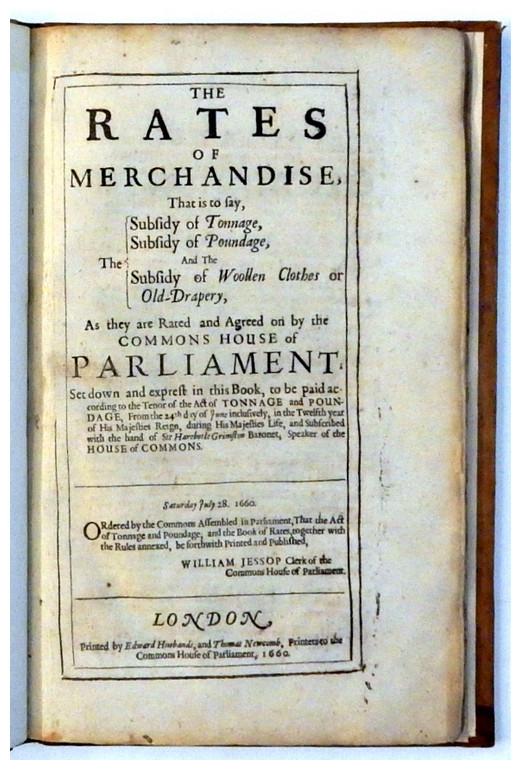 THE
RATES
OF
MERCHANDISE,
That is to ſay,
Subſidy of Tonnage,
Subſidy of Poundage,
The
And The
Subſidy of Woollen Clothes or
Old-Drapery,
As they are Rated and Agreed on by the
COMMONS HOUSE of
PARLIAMENT.
Set down and expreſt in this Book, to be paid ac-
cording to the Tenor of the Act of TONNAGE and POUN-
DAGE, From the 24th day of June incluſively, in the Twelfth year
of His Majeſties Reign, during His Majeſties Life, and Subſcribed
with the hand of Sir Harebotle Grimſton Baronet, Speaker of the
HOUSE of COMMONS.
Saturday July 28. 1660.
ORdered by the Commons Aſſembled in Parliament, That the Act
of Tonnage and Poundage, and the Book of Rates, together with
the Rules annexed, be forthwith Printed and Publiſhed,
WILLIAM JESSOP Clerk of the
Commons Houſe of Parliament.
LONDON,
Printed by Edward Husbands, and Thomas Newcomb, Printers to the
Commons Houſe of Parliament, 1660.